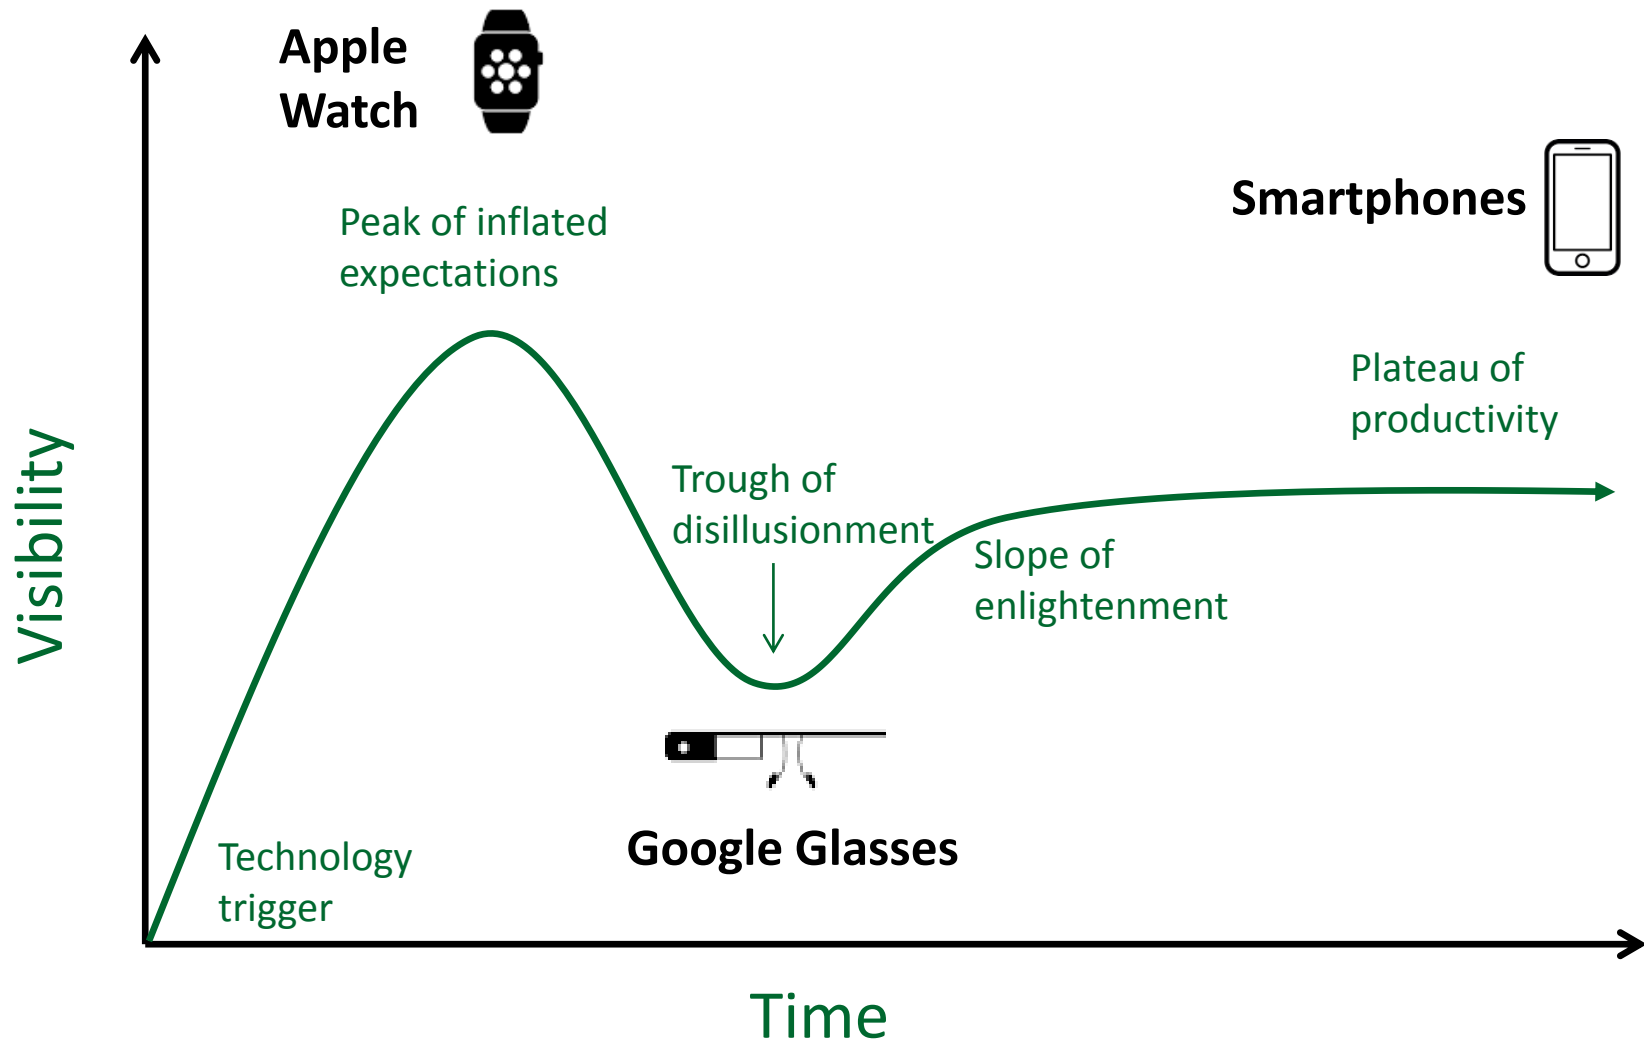 Apple
Watch
Smartphones
Peak of inflated
expectations
Plateau of
productivity
Trough of
disillusionment
Slope of
enlightenment
Visibility
Google Glasses
Technology
trigger
Time